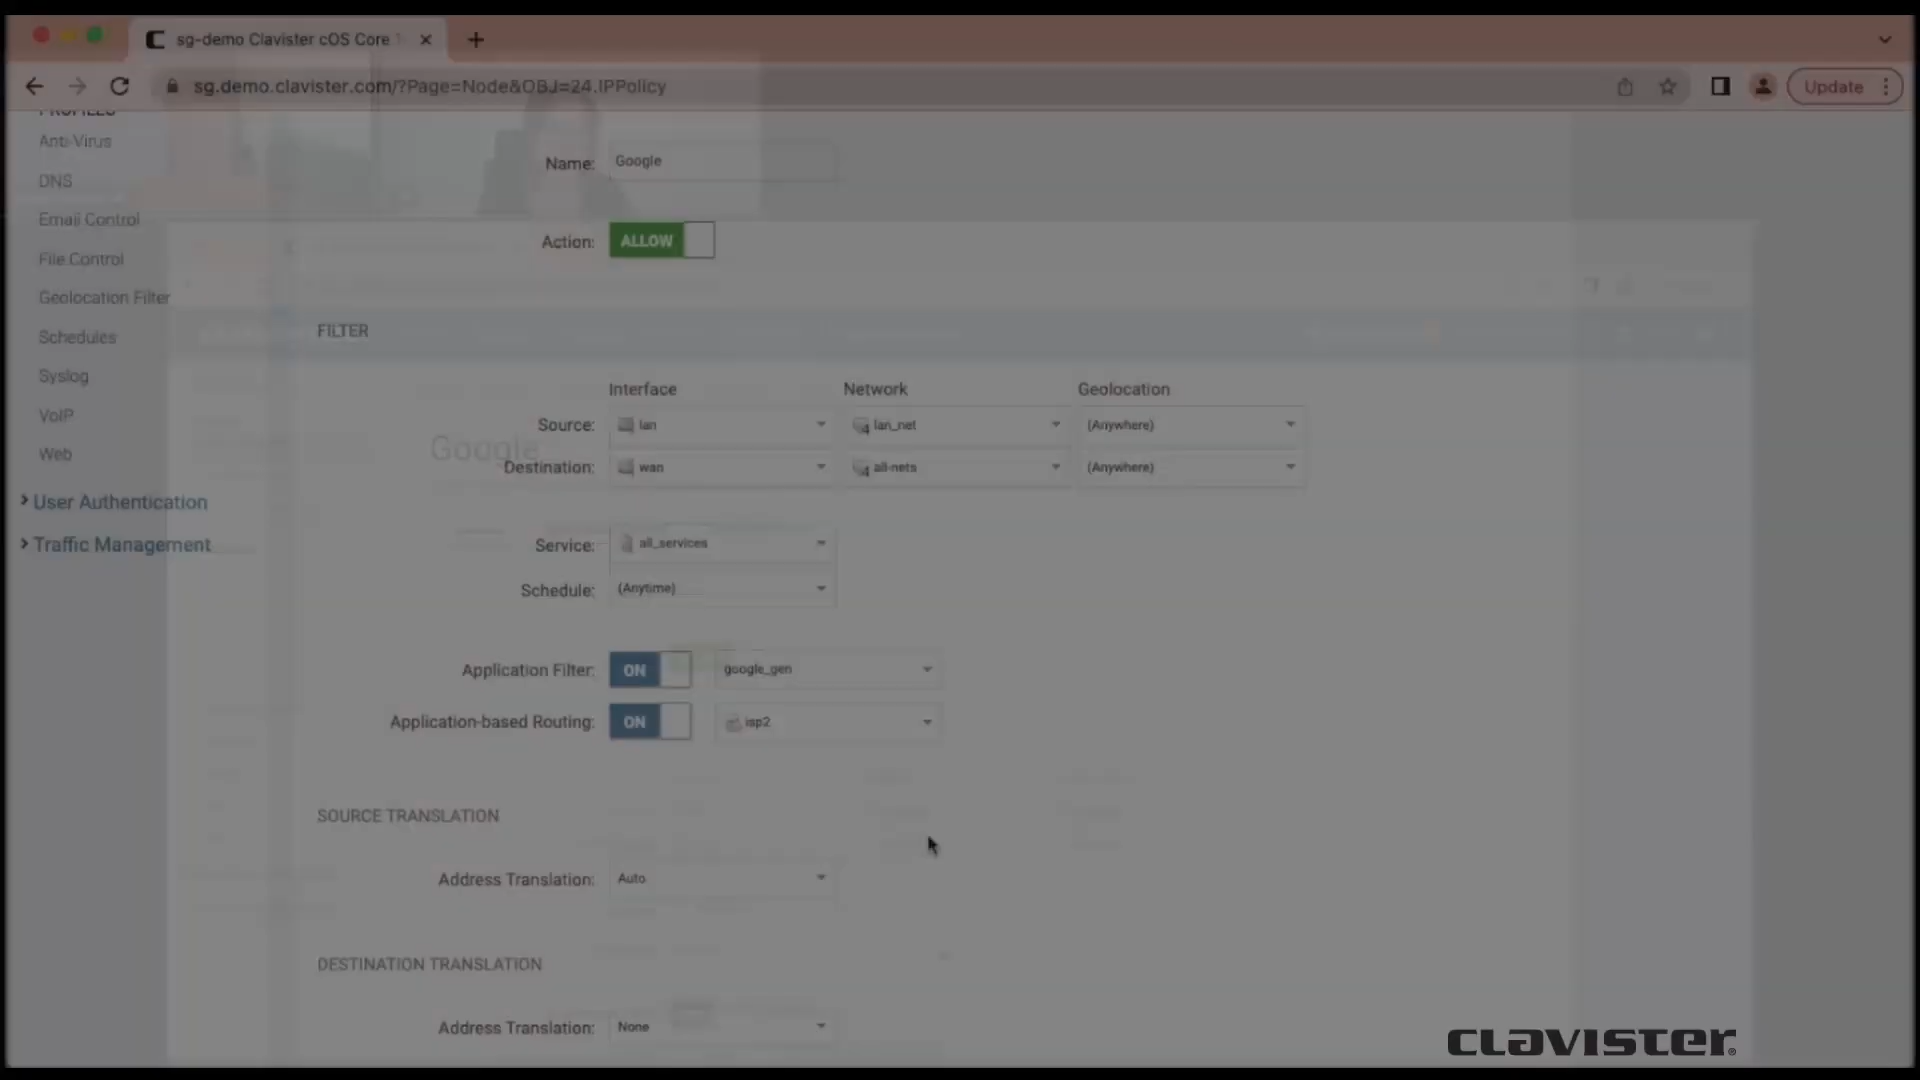 sg-demo Clavister cOS Core
sg.demo.clavister.com/?Page=Node&OBJ=24.IPPolicy
Update
PROFILES
Anti-Virus
DNS
Email Control
File Control
Geolocation Filter
Schedules
Syslog
VoIP
Web
User Authentication
Traffic Management
Name: Google
Action: ALLOW
FILTER
Interface Network Geolocation
Source: lan lan_net (Anywhere)
Google
Destination: wan all-nets (Anywhere)
Service: all_services
Schedule: (Anytime)
Application Filter: ON google_gen
Application-based Routing: ON isp2
SOURCE TRANSLATION
Address Translation: Auto
DESTINATION TRANSLATION
Address Translation: None
CLAVISTER